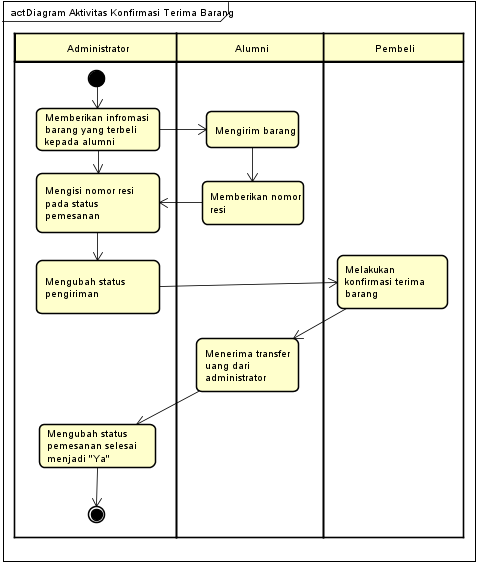 actDiagram Aktivitas Konfirmasi Terima Barang
Administrator
Alumni
Pembeli
Memberikan infromasi
barang yang terbeli
kepada alumni
Mengirim barang
Mengisi nomor resi
pada status
pemesanan
Memberikan nomor
resi
Mengubah status
pengiriman
Melakukan
konfirmasi terima
barang
Menerima transfer
uang dari
administrator
Mengubah status
pemesanan selesai
menjadi "Ya"